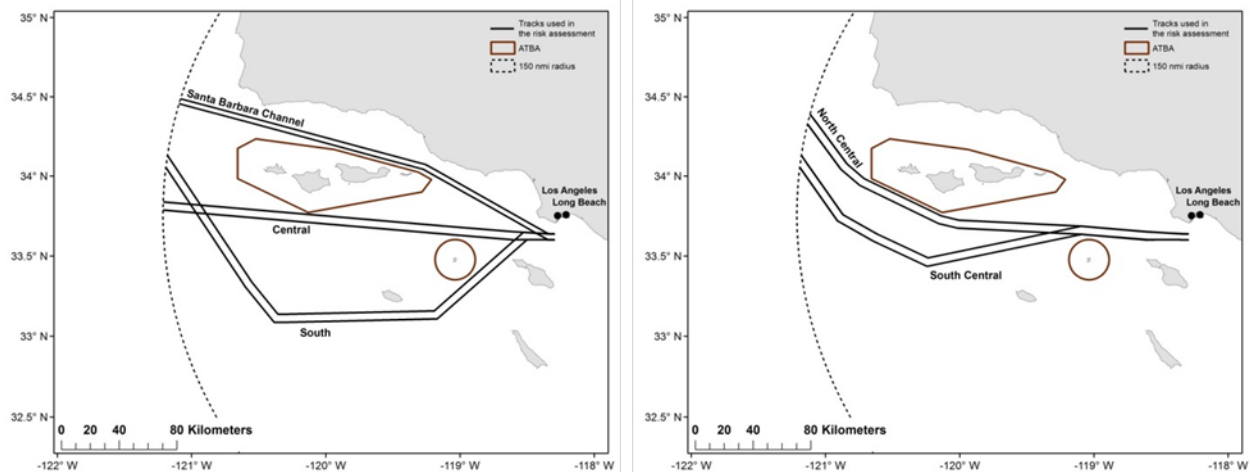 35° N
34.5° N
34° N
33.5° N
33° N
32.5° N
Tracks used in
the risk assessment
ATBA
150 nmi radius
Santa Barbara Channel
Los Angeles
Long Beach
Central
South
0 20 40 80 Kilometers
-122° W -121° W -120° W -119° W -118° W
35° N
34.5° N
34° N
33.5° N
33° N
32.5° N
Tracks used in
the risk assessment
ATBA
150 nmi radius
North Central
Los Angeles
Long Beach
South Central
0 20 40 80 Kilometers
-122° W -121° W -120° W -119° W -118° W